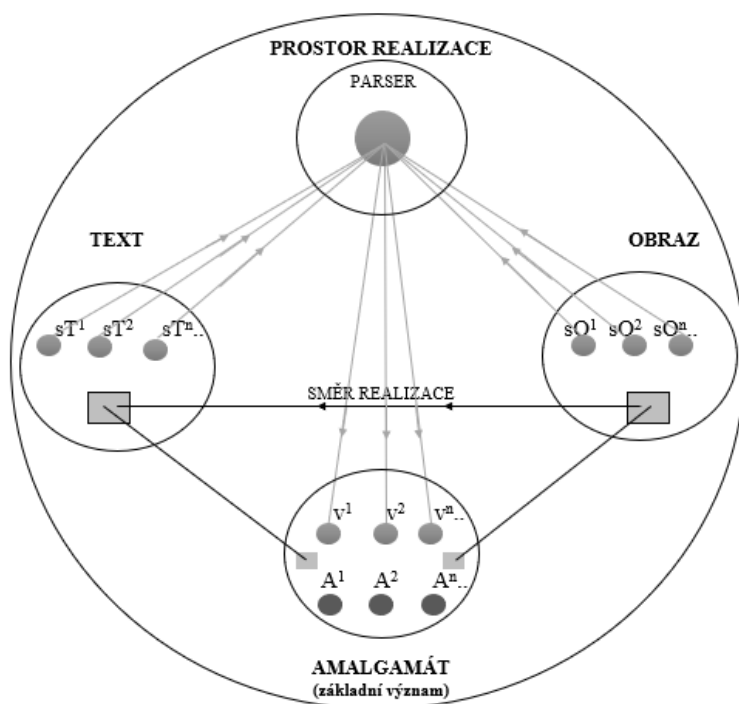 PROSTOR REALIZACE
PARSER
TEXT
OBRAZ
sT¹ sT² sTⁿ..
sO¹ sO² sOⁿ..
SMĚR REALIZACE
v¹ v² vⁿ..
A¹ A² Aⁿ..
AMALGAMÁT
(základní význam)